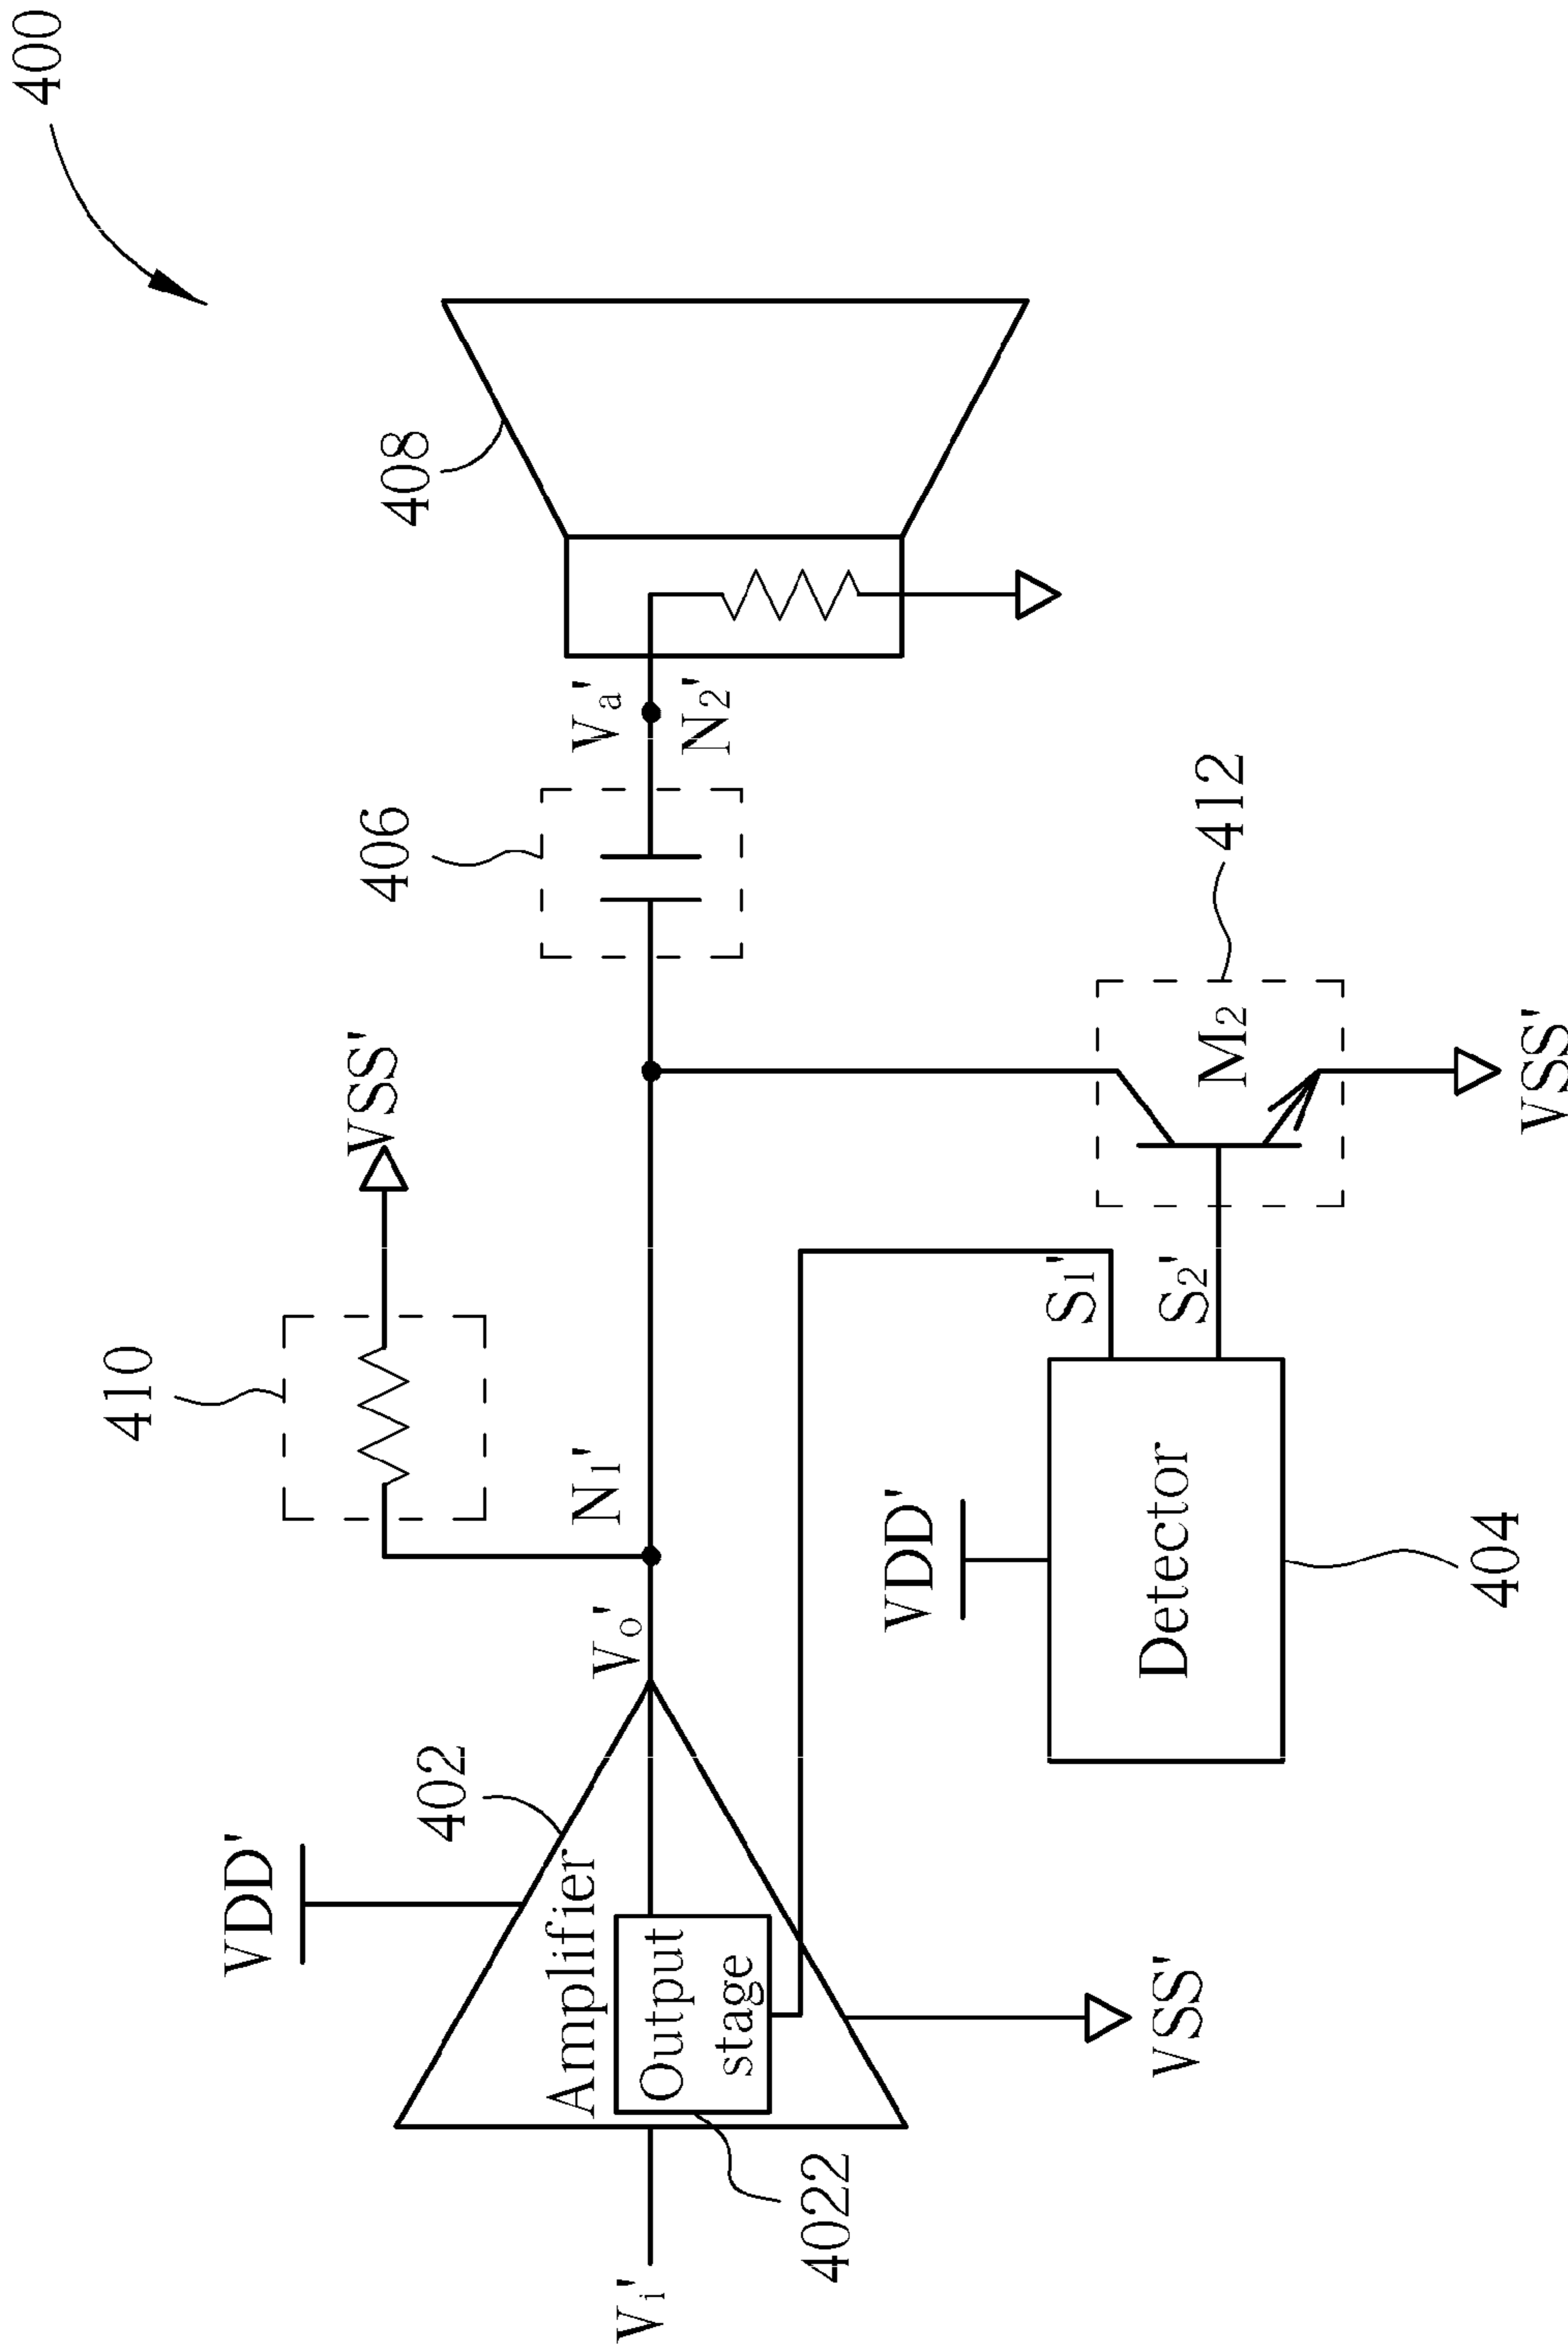 400
VDD'
410
VSS'
402
406
408
Amplifier
Vo'
N1'
Va'
N2'
Output
stage
Vi'
4022
VSS'
VDD'
Detector
404
S1'
S2'
M2
412
VSS'